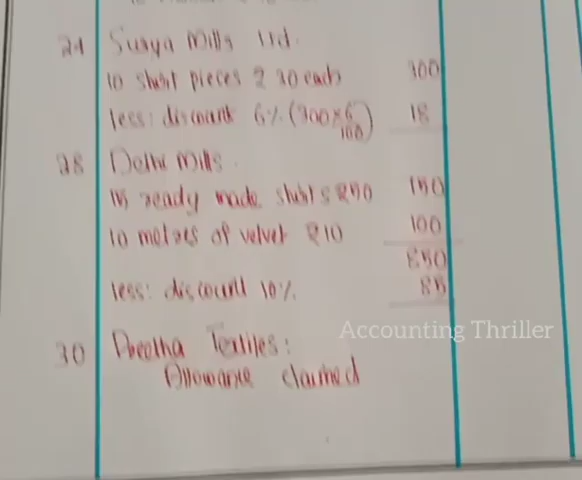 24 Surya Mills Ltd.
10 shirt pieces ₹ 30 each 300
less: discount 6% (300×6/100) 18
28 Delhi Mills.
15 ready made shirts ₹50 150
10 metres of velvet ₹10 100
850
less: discount 10% 85
30 Preetha Textiles:
Allowance claimed
Accounting Thriller